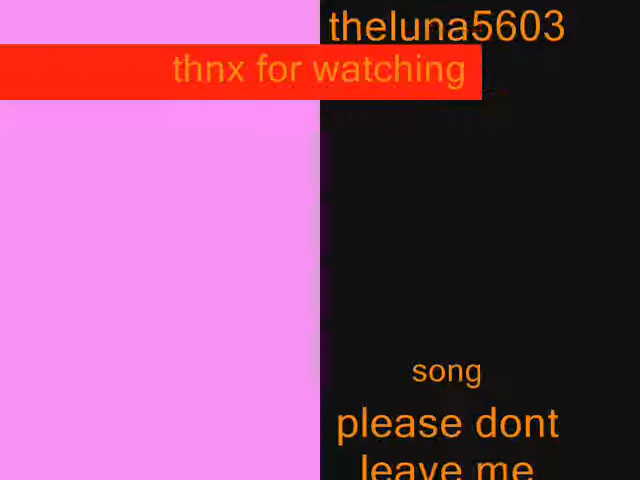 theluna5603
thnx for watching
song
please dont
leave me